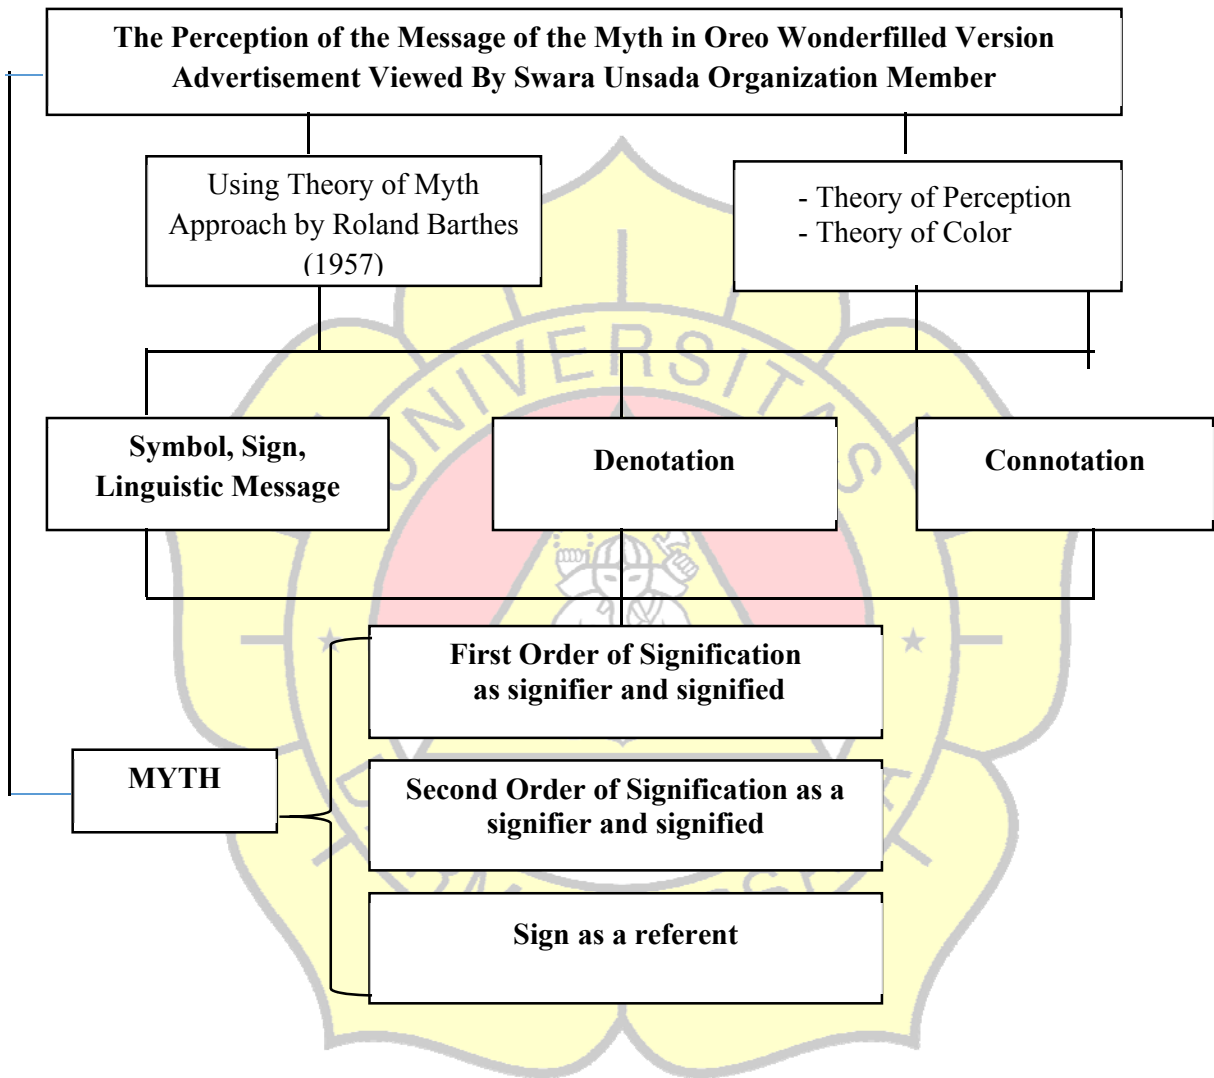 The Perception of the Message of the Myth in Oreo Wonderfilled Version
Advertisement Viewed By Swara Unsada Organization Member
Using Theory of Myth
Approach by Roland Barthes
(1957)
- Theory of Perception
- Theory of Color
UNIVERSITAS
Symbol, Sign,
Linguistic Message
Denotation
Connotation
First Order of Signification
as signifier and signified
MYTH
Second Order of Signification as a
signifier and signified
Sign as a referent